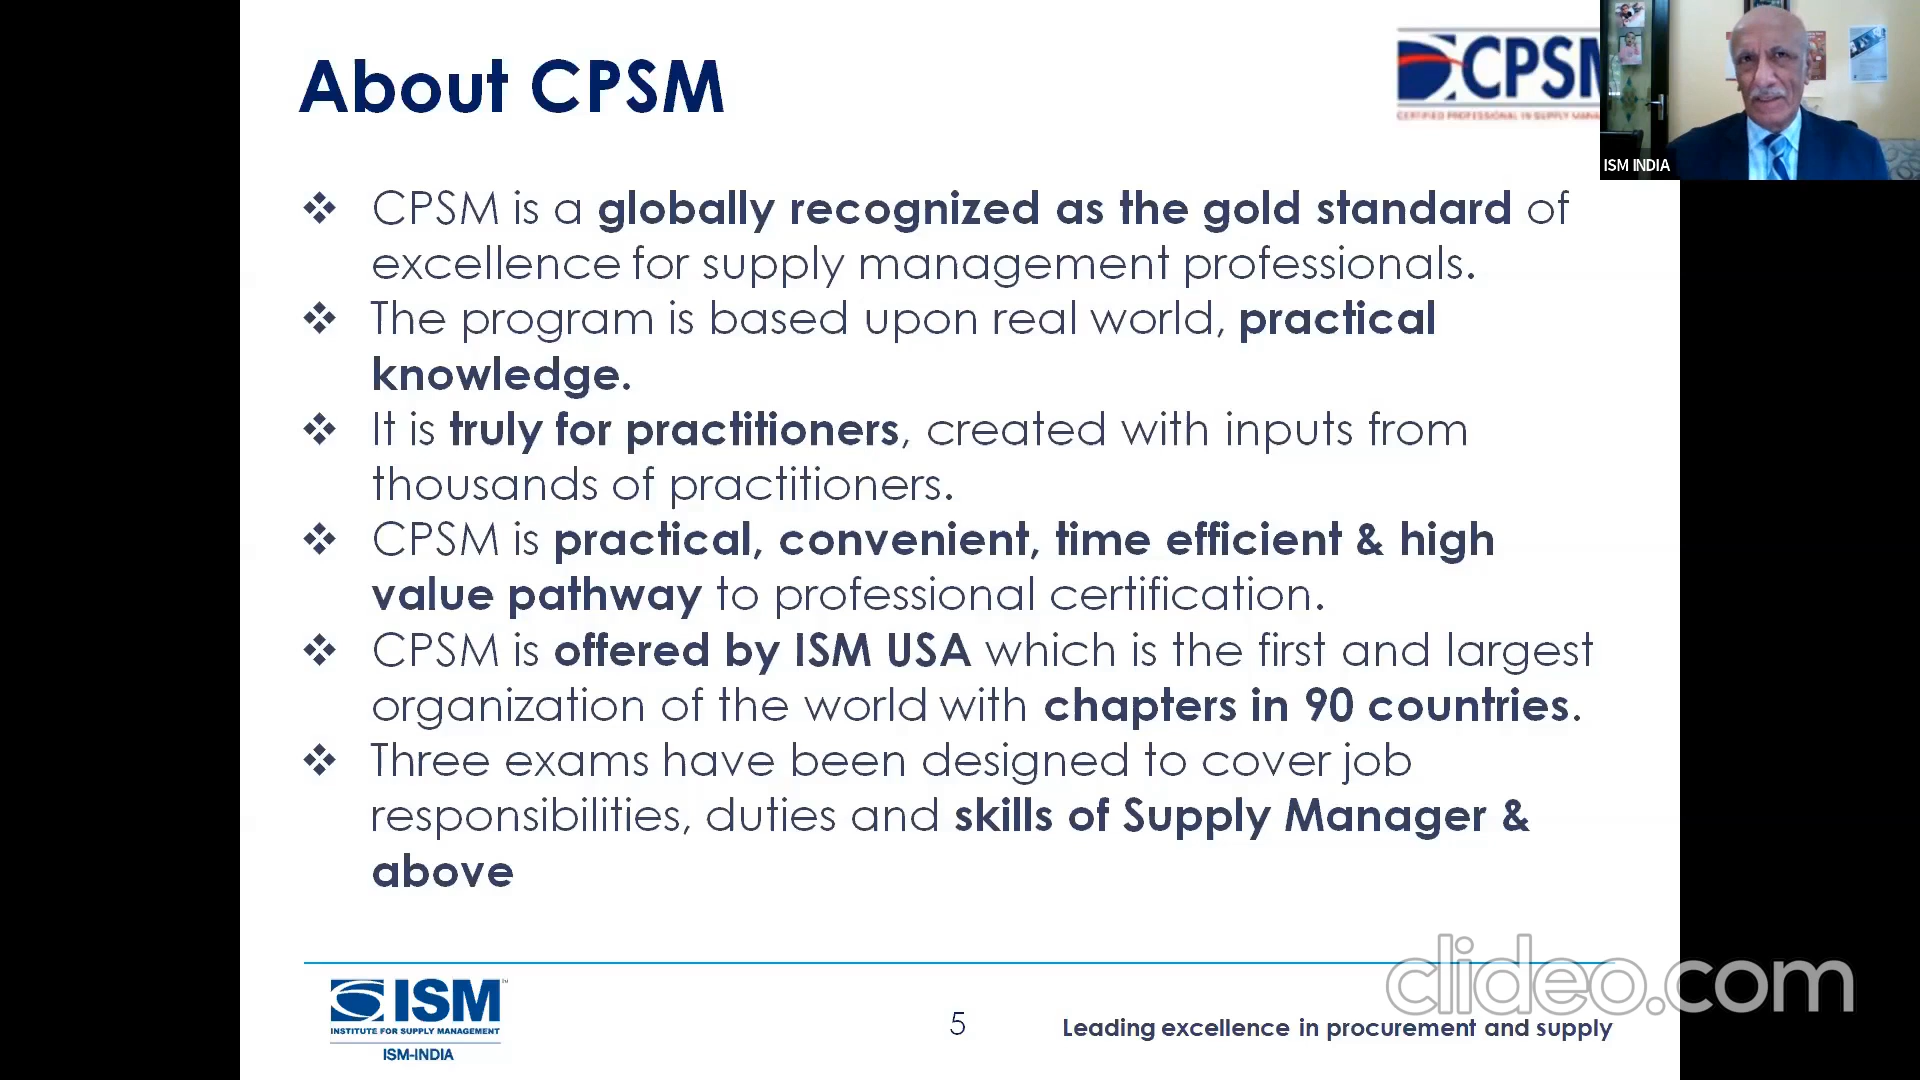 About CPSM
CPSM
CERTIFIED PROFESSIONAL IN SUPPLY MANA
ISM INDIA
❖ CPSM is a globally recognized as the gold standard of
excellence for supply management professionals.
❖ The program is based upon real world, practical
knowledge.
❖ It is truly for practitioners, created with inputs from
thousands of practitioners.
❖ CPSM is practical, convenient, time efficient & high
value pathway to professional certification.
❖ CPSM is offered by ISM USA which is the first and largest
organization of the world with chapters in 90 countries.
❖ Three exams have been designed to cover job
responsibilities, duties and skills of Supply Manager &
above
clideo.com
ISM
INSTITUTE FOR SUPPLY MANAGEMENT
ISM-INDIA
5
Leading excellence in procurement and supply